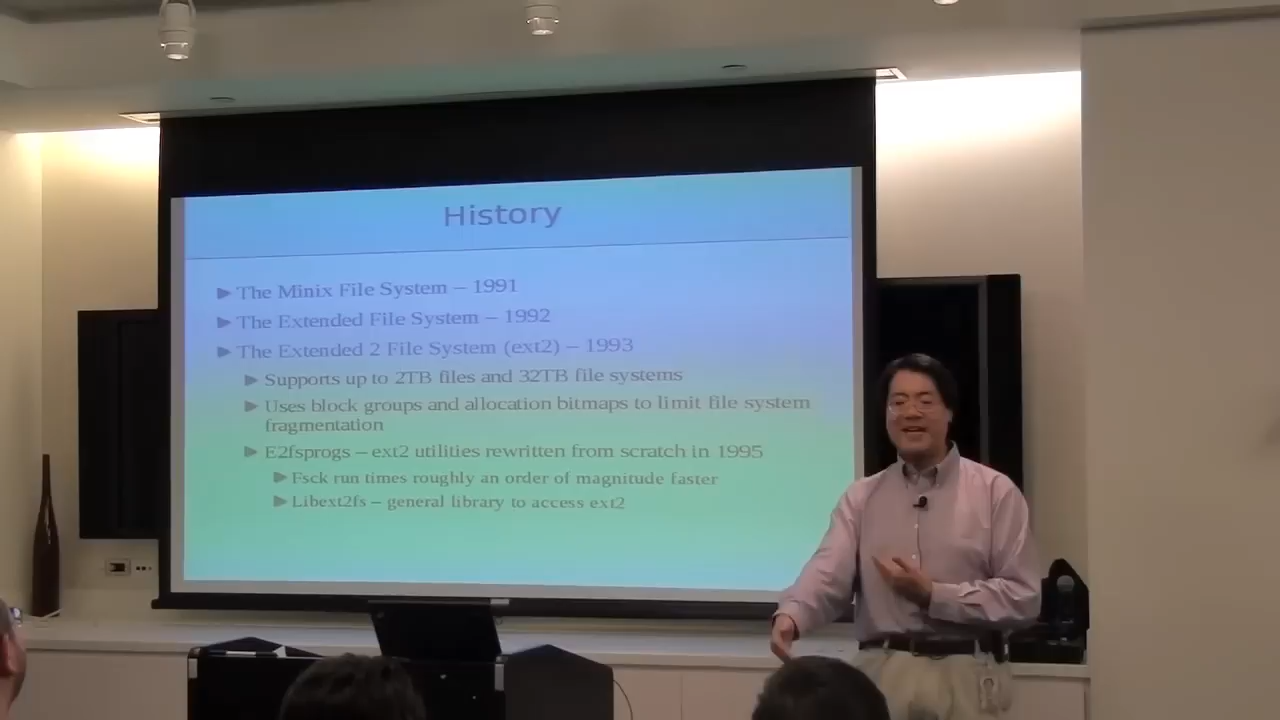 History
The Minix File System – 1991
The Extended File System – 1992
The Extended 2 File System (ext2) – 1993
Supports up to 2TB files and 32TB file systems
Uses block groups and allocation bitmaps to limit file system
fragmentation
E2fsprogs – ext2 utilities rewritten from scratch in 1995
Fsck run times roughly an order of magnitude faster
Libext2fs – general library to access ext2